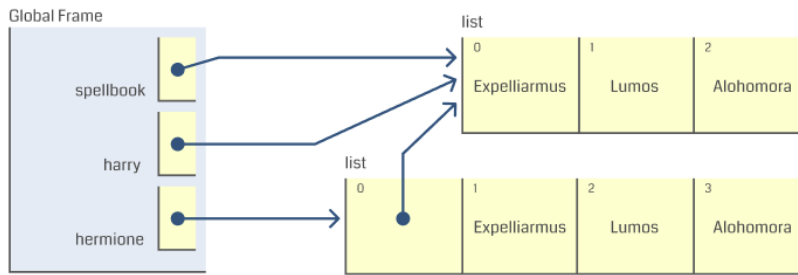 Global Frame
spellbook
harry
hermione
list
0 1 2
Expelliarmus Lumos Alohomora
list
0 1 2 3
Expelliarmus Lumos Alohomora